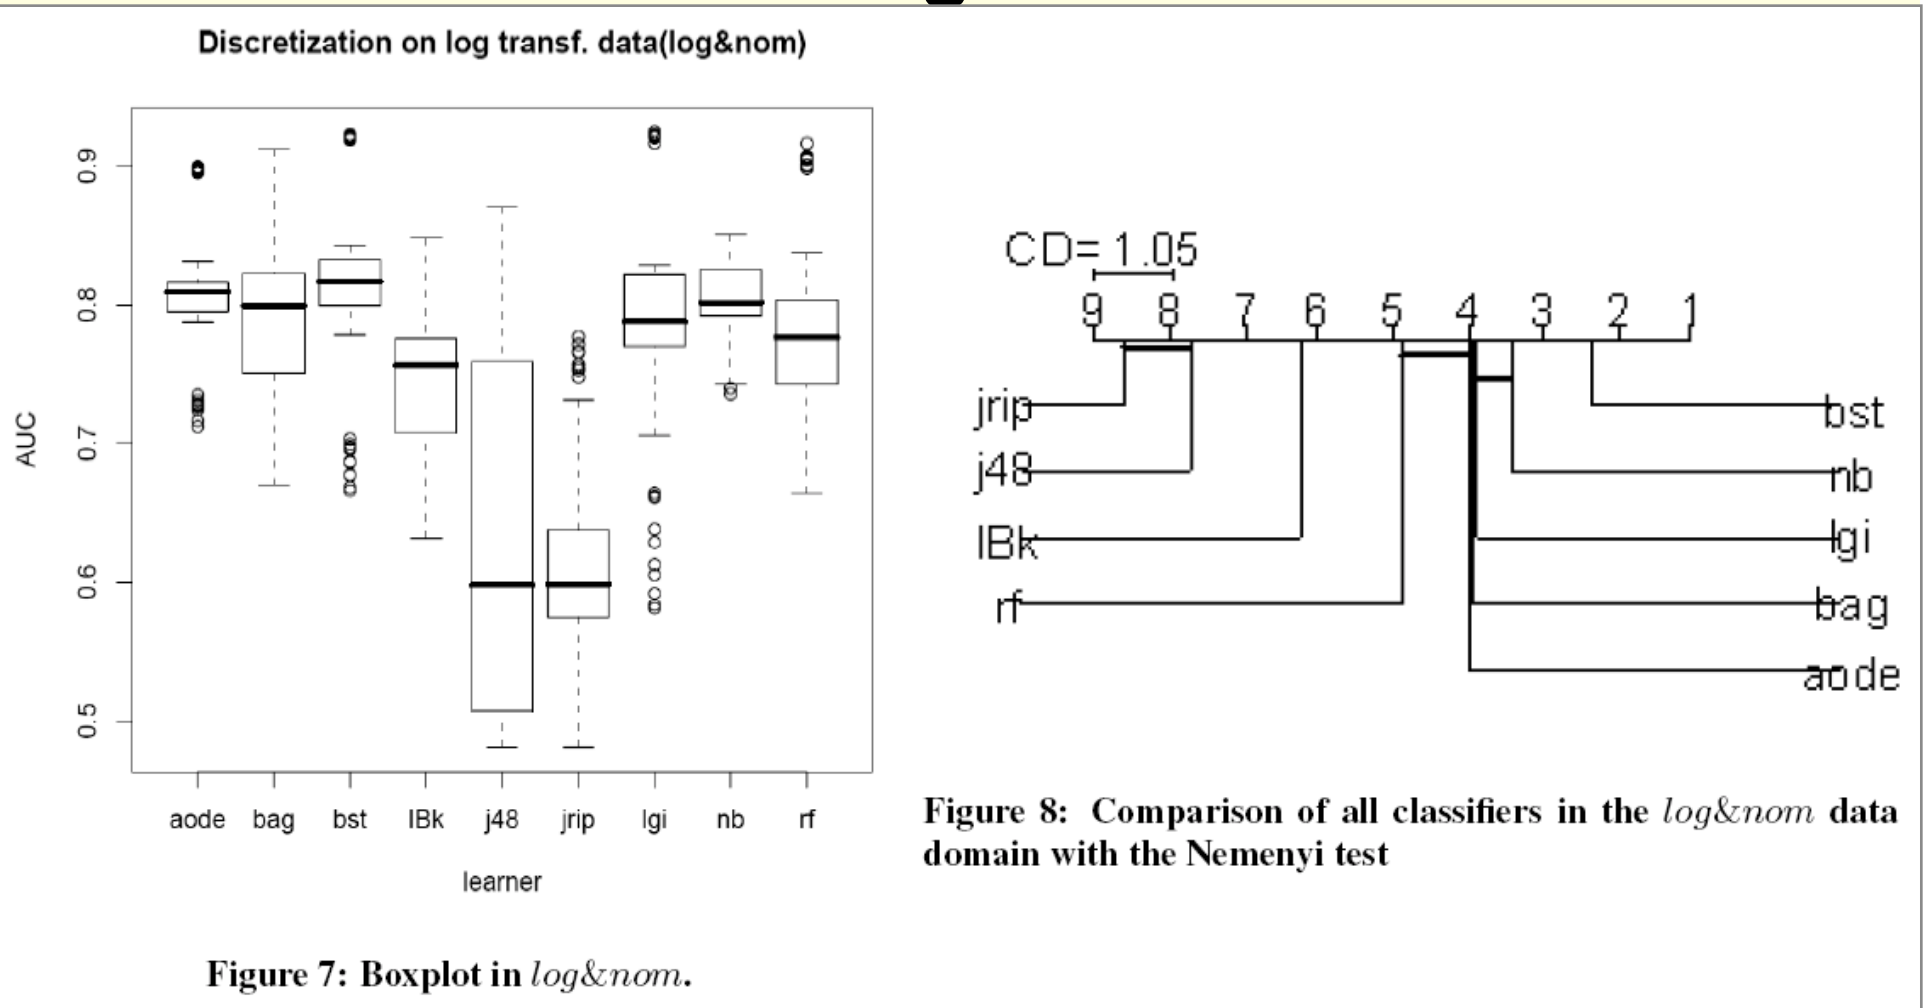 Discretization on log transf. data(log&nom)
AUC
0.9
0.8
0.7
0.6
0.5
aode bag bst IBk j48 jrip lgi nb rf
learner
Figure 7: Boxplot in log&nom.
CD= 1.05
9 8 7 6 5 4 3 2 1
jrip
j48
IBk
rf
bst
nb
lgi
bag
aode
Figure 8: Comparison of all classifiers in the log&nom data
domain with the Nemenyi test